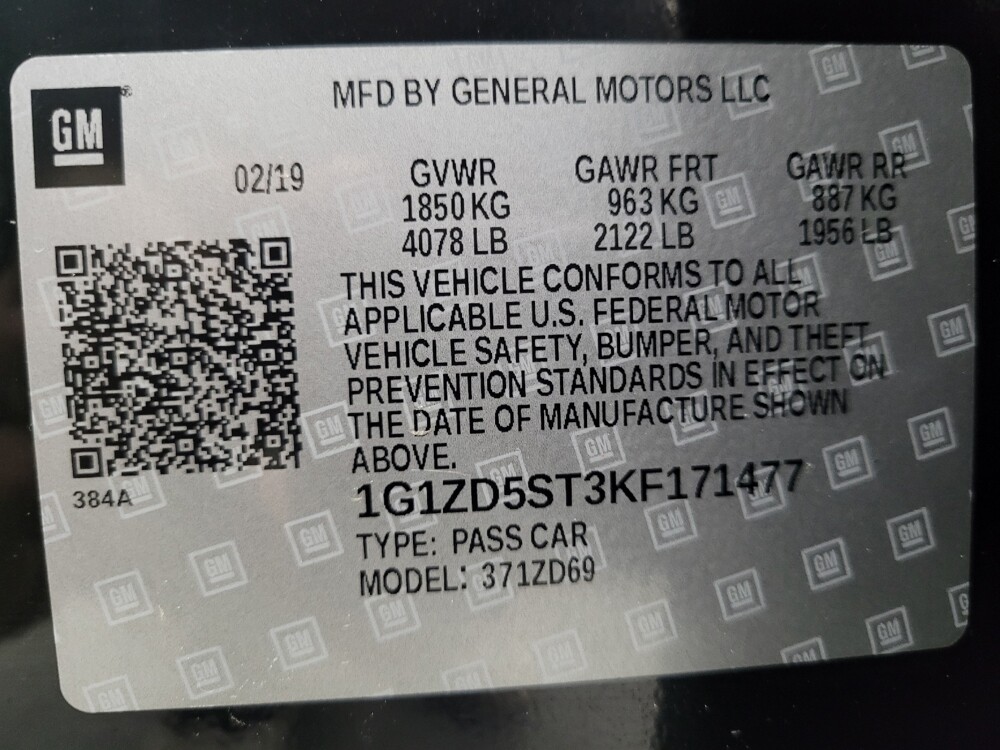 GM
MFD BY GENERAL MOTORS LLC
02/19
GVWR
1850 KG
4078 LB
GAWR FRT
963 KG
2122 LB
GAWR RR
887 KG
1956 LB
THIS VEHICLE CONFORMS TO ALL
APPLICABLE U.S. FEDERAL MOTOR
VEHICLE SAFETY, BUMPER, AND THEFT
PREVENTION STANDARDS IN EFFECT ON
THE DATE OF MANUFACTURE SHOWN
ABOVE.
384A
1G1ZD5ST3KF171477
TYPE: PASS CAR
MODEL: 371ZD69